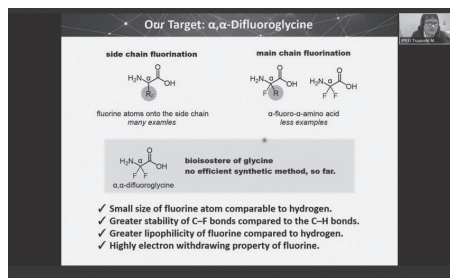 Our Target: α,α-Difluoroglycine
side chain fluorination
main chain fluorination
H₂N
α
O
OH
R
H₂N
α
O
OH
F
R
H₂N
α
O
OH
F
F
fluorine atoms onto the side chain
many examles
α-fluoro-α-amino acid
less examples
H₂N
α
O
OH
F
F
α,α-difluoroglycine
bioisostere of glycine
no efficient synthetic method, so far.
✓ Small size of fluorine atom comparable to hydrogen.
✓ Greater stability of C–F bonds compared to the C–H bonds.
✓ Greater lipophilicity of fluorine compared to hydrogen.
✓ Highly electron withdrawing property of fluorine.